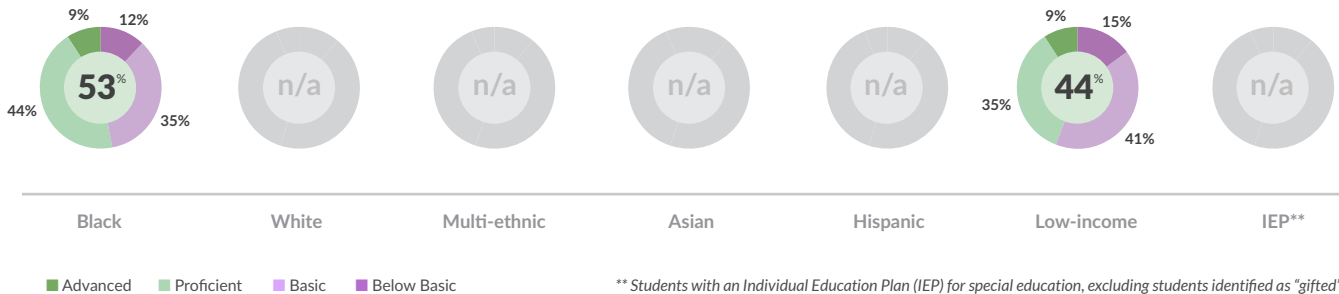 9% 12%
53%
44%
35%
n/a
n/a
n/a
n/a
9% 15%
44%
35%
41%
n/a
Black White Multi-ethnic Asian Hispanic Low-income IEP**
Advanced Proficient Basic Below Basic
** Students with an Individual Education Plan (IEP) for special education, excluding students identified as “gifted”